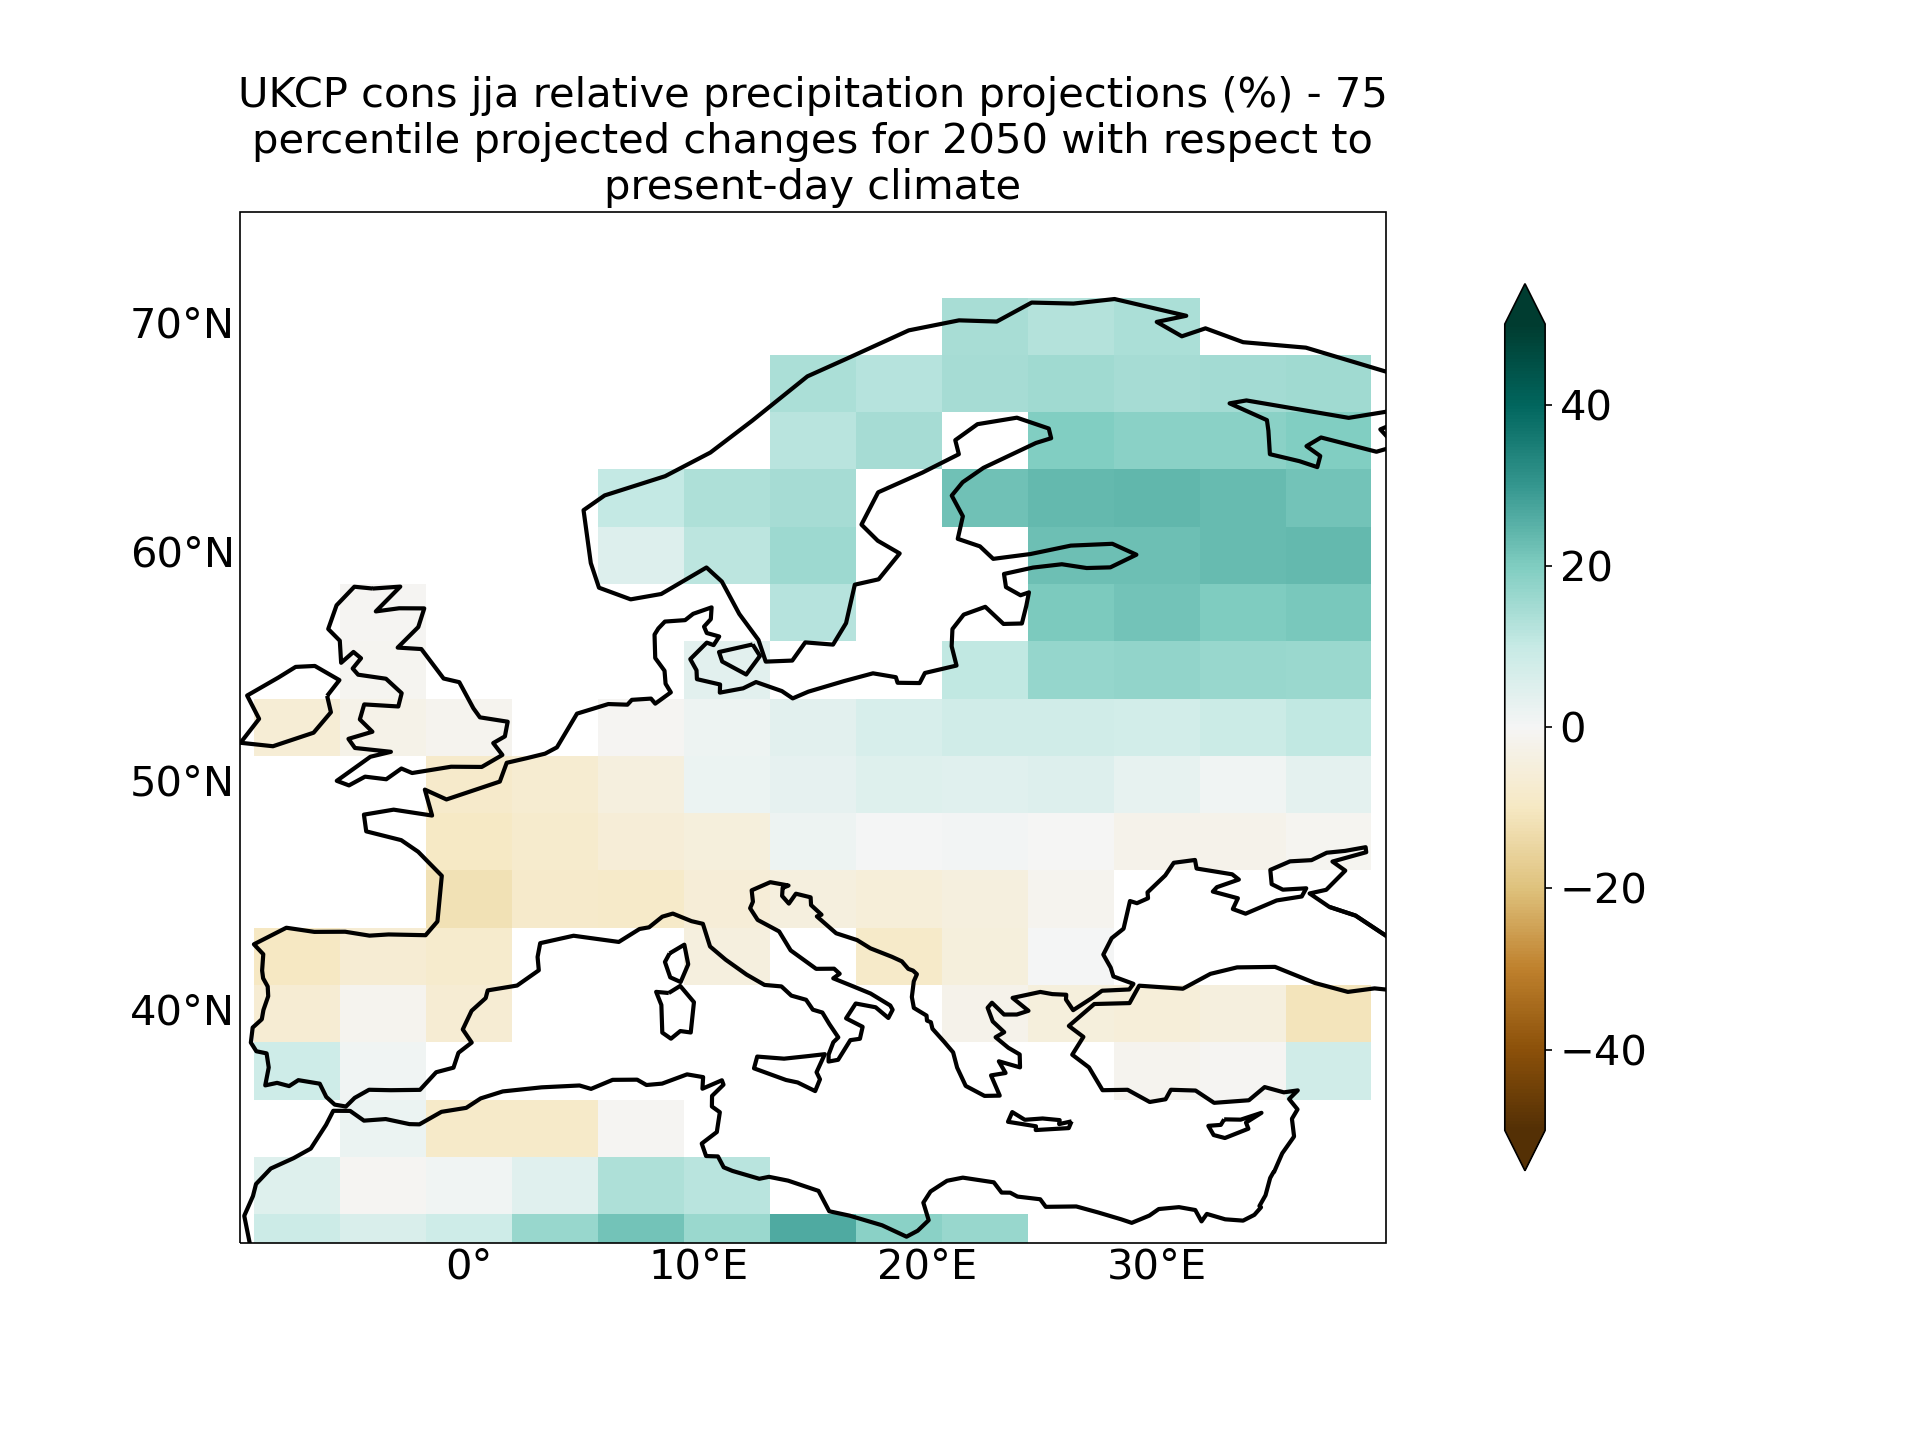 UKCP cons jja relative precipitation projections (%) - 75
percentile projected changes for 2050 with respect to
present-day climate
70°N
60°N
50°N
40°N
0°
10°E
20°E
30°E
40
20
0
−20
−40